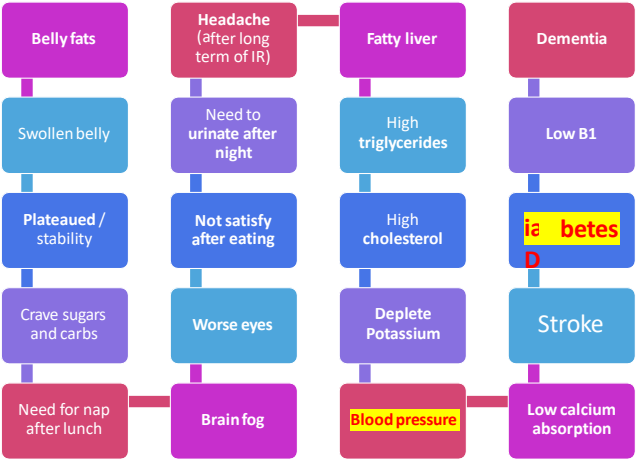 Belly fats
Swollen belly
Plateaued /
stability
Crave sugars
and carbs
Need for nap
after lunch
Brain fog
Worse eyes
Not satisfy
after eating
Need to
urinate after
night
Headache
(after long
term of IR)
Fatty liver
High
triglycerides
High
cholesterol
Deplete
Potassium
Blood pressure
Low calcium
absorption
Stroke
ia betes
D
Low B1
Dementia